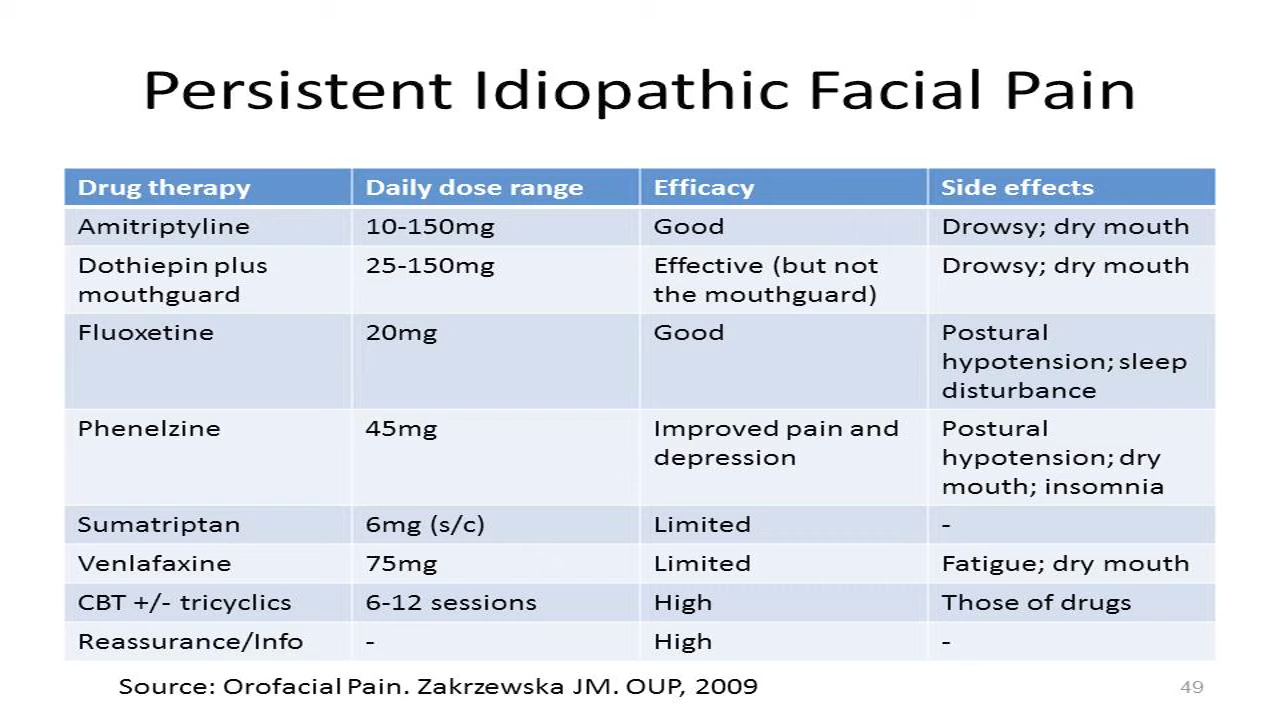 Persistent Idiopathic Facial Pain
Drug therapy Daily dose range Efficacy Side effects
Amitriptyline 10-150mg Good Drowsy; dry mouth
Dothiepin plus mouthguard 25-150mg Effective (but not the mouthguard) Drowsy; dry mouth
Fluoxetine 20mg Good Postural hypotension; sleep disturbance
Phenelzine 45mg Improved pain and depression Postural hypotension; dry mouth; insomnia
Sumatriptan 6mg (s/c) Limited -
Venlafaxine 75mg Limited Fatigue; dry mouth
CBT +/- tricyclics 6-12 sessions High Those of drugs
Reassurance/Info - High -
Source: Orofacial Pain. Zakrzewska JM. OUP, 2009
49